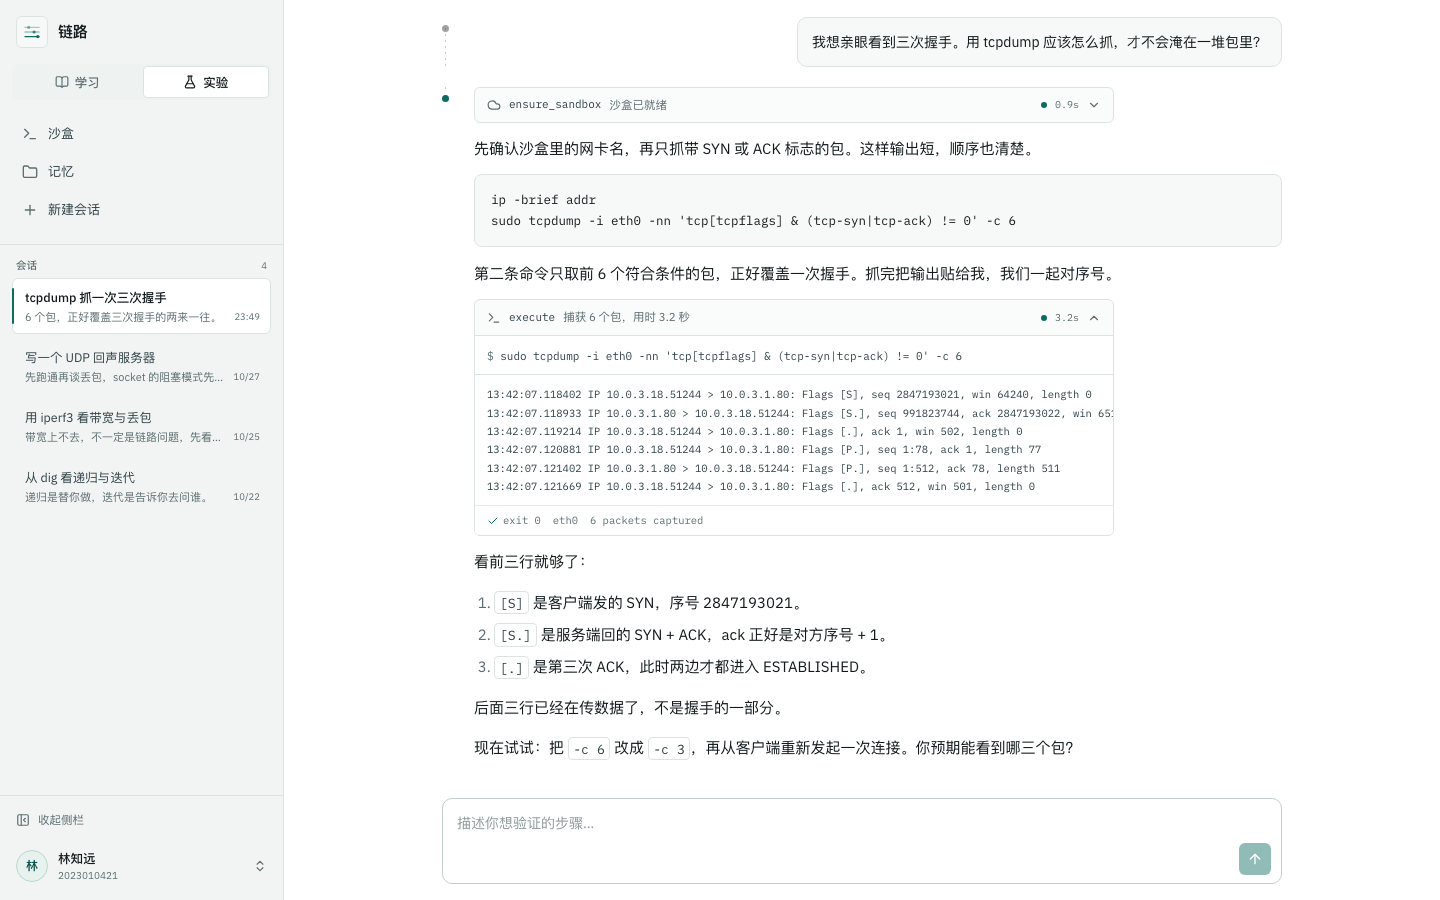 链路
学习
实验
沙盒
记忆
新建会话
会话 4
tcpdump 抓一次三次握手
6 个包，正好覆盖三次握手的两来一往。 23:49
写一个 UDP 回声服务器
先跑通再谈丢包，socket 的阻塞模式先... 10/27
用 iperf3 看带宽与丢包
带宽上不去，不一定是链路问题，先看... 10/25
从 dig 看递归与迭代
递归是替你做，迭代是告诉你去问谁。 10/22
收起侧栏
林
林知远
2023010421
我想亲眼看到三次握手。用 tcpdump 应该怎么抓，才不会淹在一堆包里？
ensure_sandbox 沙盒已就绪 0.9s
先确认沙盒里的网卡名，再只抓带 SYN 或 ACK 标志的包。这样输出短，顺序也清楚。
ip -brief addr
sudo tcpdump -i eth0 -nn 'tcp[tcpflags] & (tcp-syn|tcp-ack) != 0' -c 6
第二条命令只取前 6 个符合条件的包，正好覆盖一次握手。抓完把输出贴给我，我们一起对序号。
execute 捕获 6 个包，用时 3.2 秒 3.2s
$ sudo tcpdump -i eth0 -nn 'tcp[tcpflags] & (tcp-syn|tcp-ack) != 0' -c 6
13:42:07.118402 IP 10.0.3.18.51244 > 10.0.3.1.80: Flags [S], seq 2847193021, win 64240, length 0
13:42:07.118933 IP 10.0.3.1.80 > 10.0.3.18.51244: Flags [S.], seq 991823744, ack 2847193022, win 651
13:42:07.119214 IP 10.0.3.18.51244 > 10.0.3.1.80: Flags [.], ack 1, win 502, length 0
13:42:07.120881 IP 10.0.3.18.51244 > 10.0.3.1.80: Flags [P.], seq 1:78, ack 1, length 77
13:42:07.121402 IP 10.0.3.1.80 > 10.0.3.18.51244: Flags [P.], seq 1:512, ack 78, length 511
13:42:07.121669 IP 10.0.3.18.51244 > 10.0.3.1.80: Flags [.], ack 512, win 501, length 0
exit 0 eth0 6 packets captured
看前三行就够了：
1. [S] 是客户端发的 SYN，序号 2847193021。
2. [S.] 是服务端回的 SYN + ACK，ack 正好是对方序号 + 1。
3. [.] 是第三次 ACK，此时两边才都进入 ESTABLISHED。
后面三行已经在传数据了，不是握手的一部分。
现在试试：把 -c 6 改成 -c 3，再从客户端重新发起一次连接。你预期能看到哪三个包？
描述你想验证的步骤...